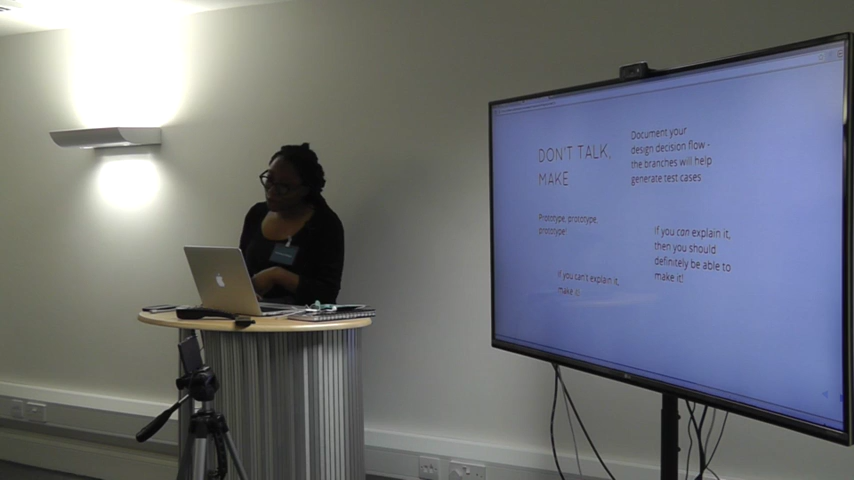 DON'T TALK,
MAKE
Document your
design decision flow -
the branches will help
generate test cases
Prototype, prototype,
prototype!
If you can explain it,
then you should
definitely be able to
make it!
If you can't explain it,
make it!